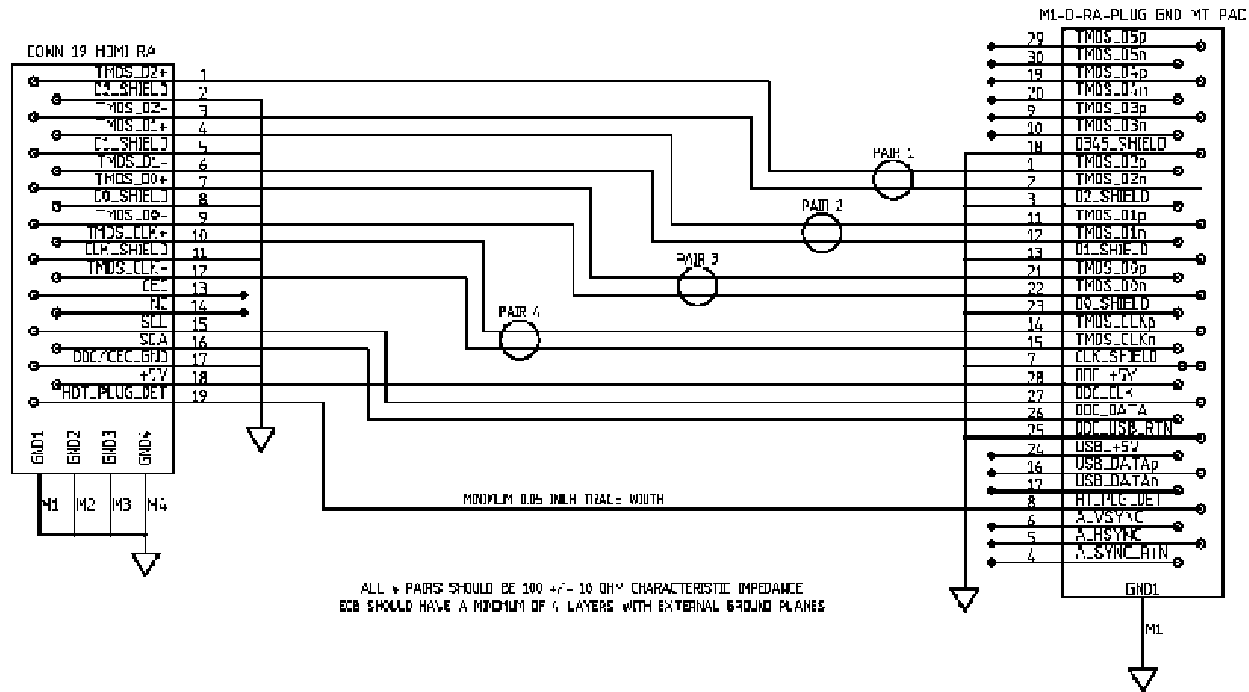 M1-D-RA-PLUG GND MT PAD
CONN 19 HDMI RA
TMDS_D2+ 1
D2_SHIELD 2
TMDS_D2- 3
TMDS_D1+ 4
D1_SHIELD 5
TMDS_D1- 6
TMDS_D0+ 7
D0_SHIELD 8
TMDS_D0- 9
TMDS_CLK+ 10
CLK_SHIELD 11
TMDS_CLK- 12
CEC 13
NC 14
SCL 15
SDA 16
DDC/CEC_GND 17
+5V 18
HOT_PLUG_DET 19
GND1 GND2 GND3 GND4
M1 M2 M3 M4
PAIR 1
PAIR 2
PAIR 3
PAIR 4
29 TMDS_D5p
30 TMDS_D5n
19 TMDS_D4p
20 TMDS_D4n
9 TMDS_D3p
10 TMDS_D3n
18 D345_SHIELD
1 TMDS_D2p
2 TMDS_D2n
3 D2_SHIELD
11 TMDS_D1p
12 TMDS_D1n
13 D1_SHIELD
21 TMDS_D0p
22 TMDS_D0n
23 D0_SHIELD
14 TMDS_CLKp
15 TMDS_CLKn
7 CLK_SHIELD
28 DDC_+5V
27 DDC_CLK
26 DDC_DATA
25 DDC_USB_RTN
24 USB_+5V
16 USB_DATAp
17 USB_DATAn
8 HT_PLG_DET
6 A_VSYNC
5 A_HSYNC
4 A_SYNC_RTN
GND1
M1
MINIMUM 0.05 INCH TRACE WIDTH
ALL 4 PAIRS SHOULD BE 100 +/- 10 OHM CHARACTERISTIC IMPEDANCE
ECB SHOULD HAVE A MINIMUM OF 4 LAYERS WITH EXTERNAL GROUND PLANES